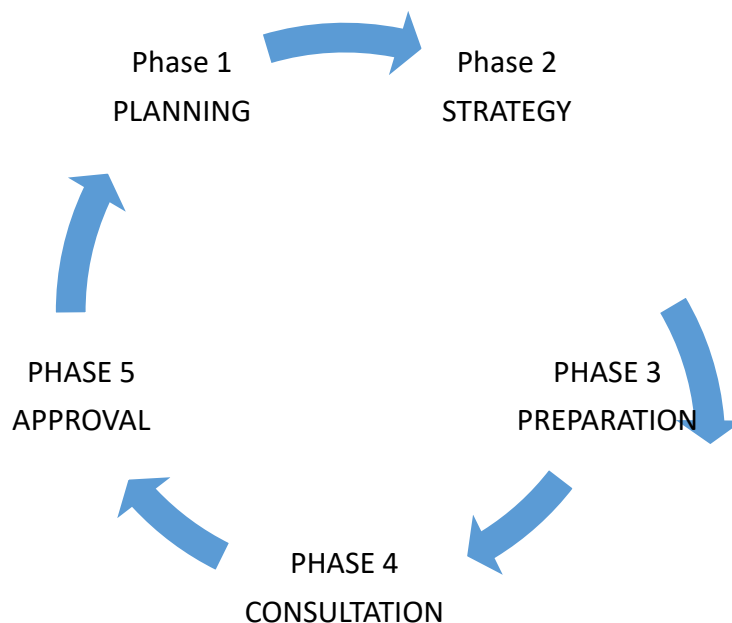 Phase 1
PLANNING
Phase 2
STRATEGY
PHASE 3
PREPARATION
PHASE 4
CONSULTATION
PHASE 5
APPROVAL